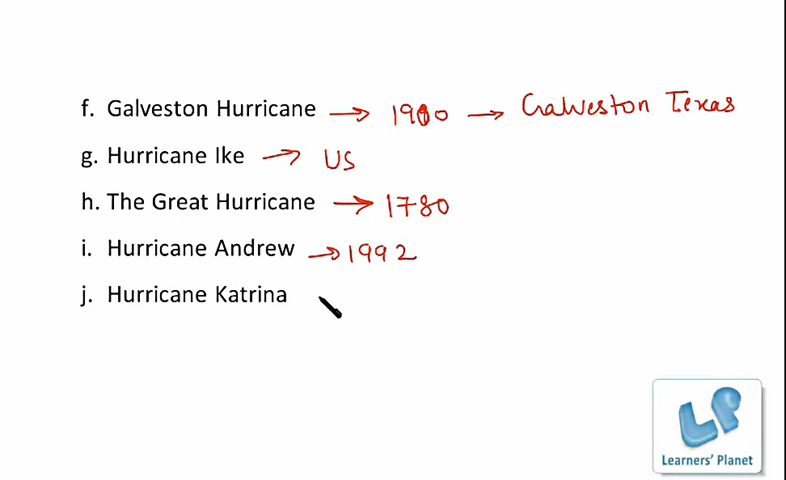 f. Galveston Hurricane → 1910 → Galveston Texas
g. Hurricane Ike → US
h. The Great Hurricane → 1780
i. Hurricane Andrew → 1992
j. Hurricane Katrina
LP
Learners' Planet